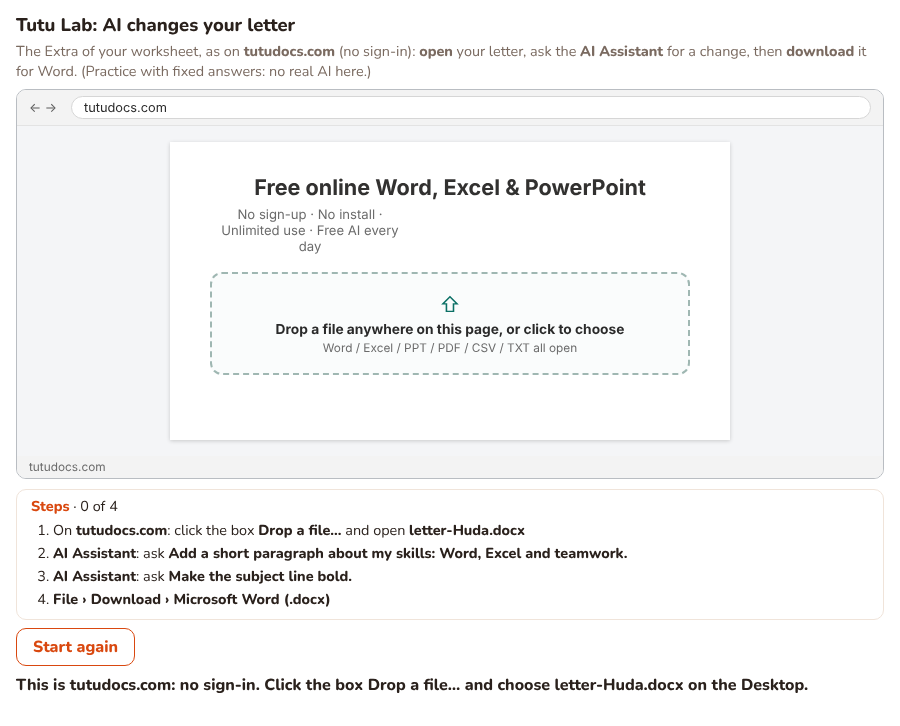 Tutu Lab: AI changes your letter
The Extra of your worksheet, as on tutudocs.com (no sign-in): open your letter, ask the AI Assistant for a change, then download it
for Word. (Practice with fixed answers: no real AI here.)
← → tutudocs.com
Free online Word, Excel & PowerPoint
No sign-up · No install ·
Unlimited use · Free AI every
day
Drop a file anywhere on this page, or click to choose
Word / Excel / PPT / PDF / CSV / TXT all open
tutudocs.com
Steps · 0 of 4
1. On tutudocs.com: click the box Drop a file... and open letter-Huda.docx
2. AI Assistant: ask Add a short paragraph about my skills: Word, Excel and teamwork.
3. AI Assistant: ask Make the subject line bold.
4. File › Download › Microsoft Word (.docx)
Start again
This is tutudocs.com: no sign-in. Click the box Drop a file... and choose letter-Huda.docx on the Desktop.